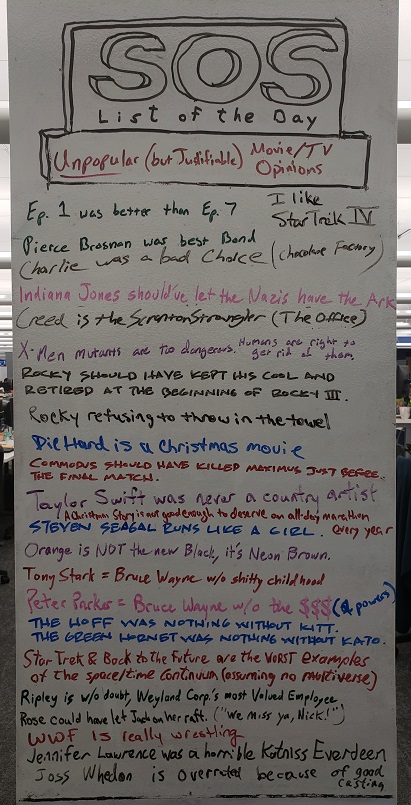 SOS
List of the Day
Unpopular (but Justifiable) Movie/TV Opinions
Ep. 1 was better than Ep. 7
I like Star Trek IV
Pierce Brosnan was best Bond
Charlie was a bad choice (chocolate Factory)
Indiana Jones should've let the Nazis have the Ark
Creed is the Scranton Strangler (The Office)
X-Men mutants are too dangerous. Humans are right to get rid of them.
ROCKY SHOULD HAVE KEPT HIS COOL AND
RETIRED AT THE BEGINNING OF ROCKY III.
Rocky refusing to throw in the towel
Die Hard is a Christmas movie
COMMODUS SHOULD HAVE KILLED MAXIMUS JUST BEFORE
THE FINAL MATCH.
Taylor Swift was never a country artist
A Christmas Story is not good enough to deserve an all-day marathon every year
STEVEN SEAGAL RUNS LIKE A GIRL.
Orange is NOT the new Black, it's Neon Brown.
Tony Stark = Bruce Wayne w/o shitty childhood
Peter Parker = Bruce Wayne w/o the $$$ (& powers)
THE HOFF WAS NOTHING WITHOUT KITT.
THE GREEN HORNET WAS NOTHING WITHOUT KATO.
Star Trek & Back to the Future are the WORST examples
of the space/time continuum (assuming no multiverse)
Ripley is w/o doubt, Weyland Corp.'s most Valued Employee
Rose could have let Jack on her raft. ("We miss ya, Nick!")
WWF is really wrestling
Jennifer Lawrence was a horrible Katniss Everdeen
Joss Whedon is overrated because of good casting